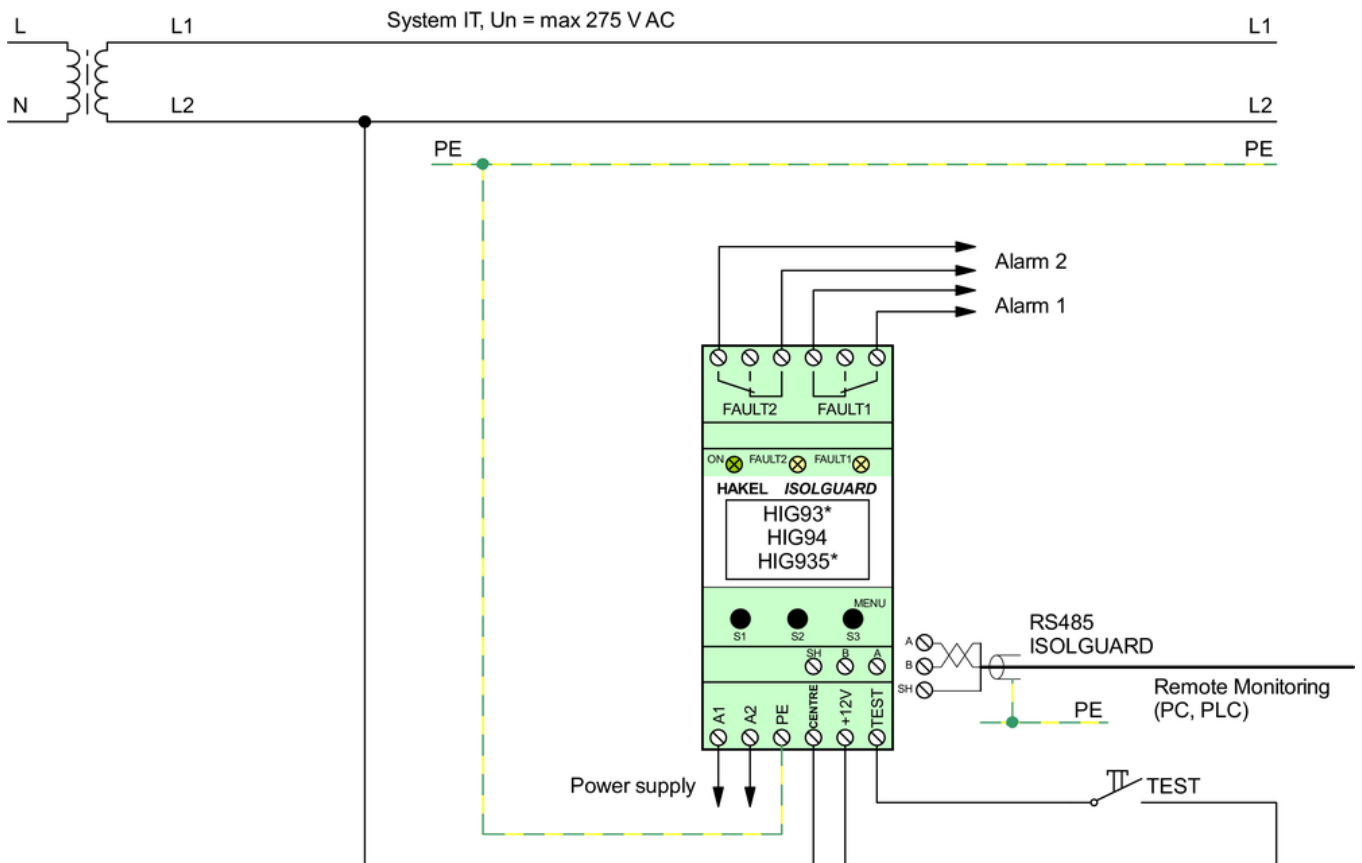 L
L1
System IT, Un = max 275 V AC
L1
N
L2
L2
PE
PE
Alarm 2
Alarm 1
FAULT2
FAULT1
ON
FAULT2
FAULT1
HAKEL ISOLGUARD
HIG93*
HIG94
HIG935*
MENU
S1
S2
S3
SH
B
A
A1
A2
PE
CENTRE
+12V
TEST
A
B
SH
RS485
ISOLGUARD
Remote Monitoring
(PC, PLC)
PE
Power supply
TEST